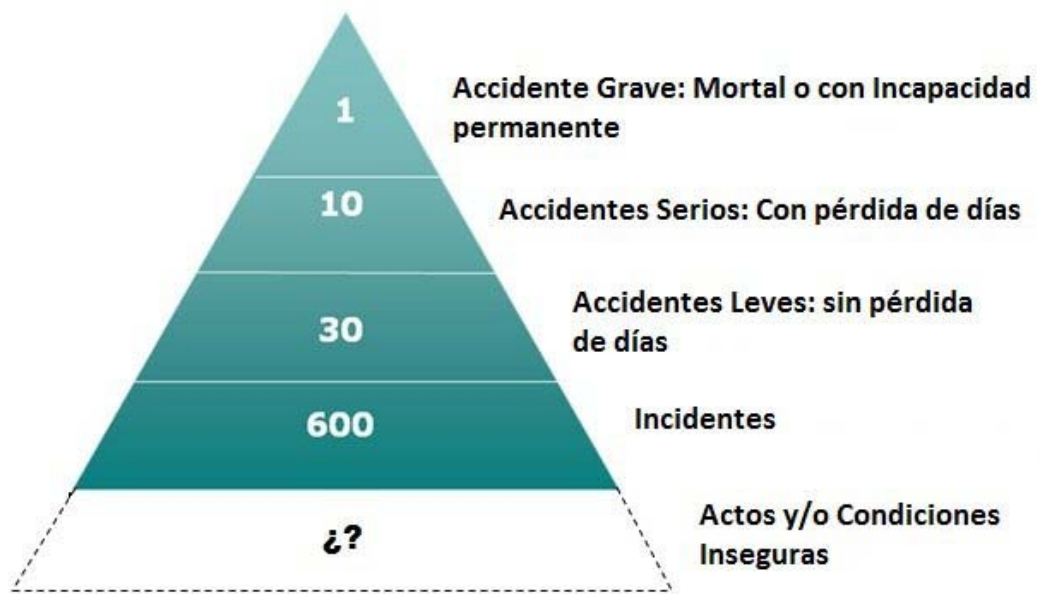 1
Accidente Grave: Mortal o con Incapacidad
permanente
10
Accidentes Serios: Con pérdida de días
30
Accidentes Leves: sin pérdida
de días
600
Incidentes
¿?
Actos y/o Condiciones
Inseguras